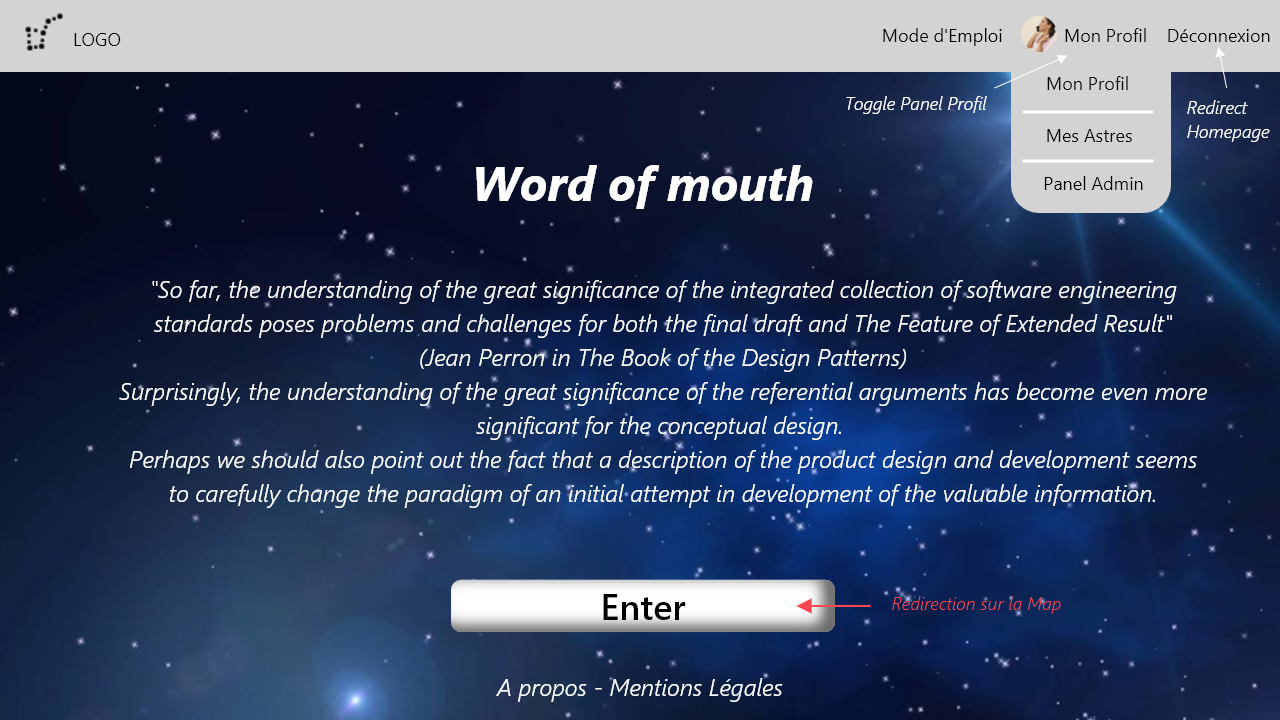 LOGO
Mode d'Emploi
Mon Profil
Déconnexion
Mon Profil
Mes Astres
Panel Admin
Toggle Panel Profil
Redirect
Homepage
Word of mouth
"So far, the understanding of the great significance of the integrated collection of software engineering
standards poses problems and challenges for both the final draft and The Feature of Extended Result"
(Jean Perron in The Book of the Design Patterns)
Surprisingly, the understanding of the great significance of the referential arguments has become even more
significant for the conceptual design.
Perhaps we should also point out the fact that a description of the product design and development seems
to carefully change the paradigm of an initial attempt in development of the valuable information.
Enter
Redirection sur la Map
A propos - Mentions Légales